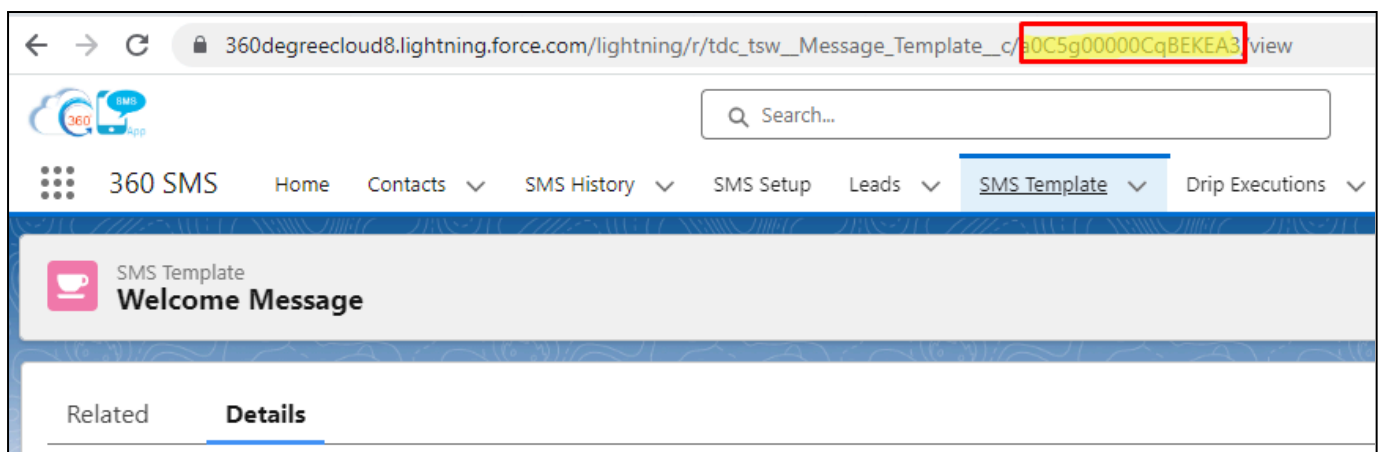 360degreecloud8.lightning.force.com/lightning/r/tdc_tsw__Message_Template__c/a0C5g00000CqBEKEA3/view
360 SMS App
Search...
360 SMS Home Contacts SMS History SMS Setup Leads SMS Template Drip Executions
SMS Template
Welcome Message
Related Details